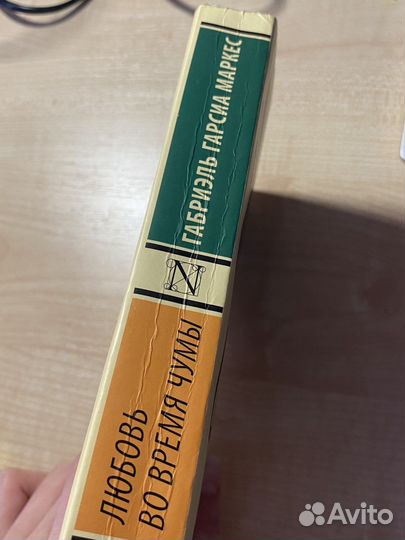 ГАБРИЭЛЬ ГАРСИА МАРКЕС
N
ЛЮБОВЬ
ВО ВРЕМЯ ЧУМЫ
Avito